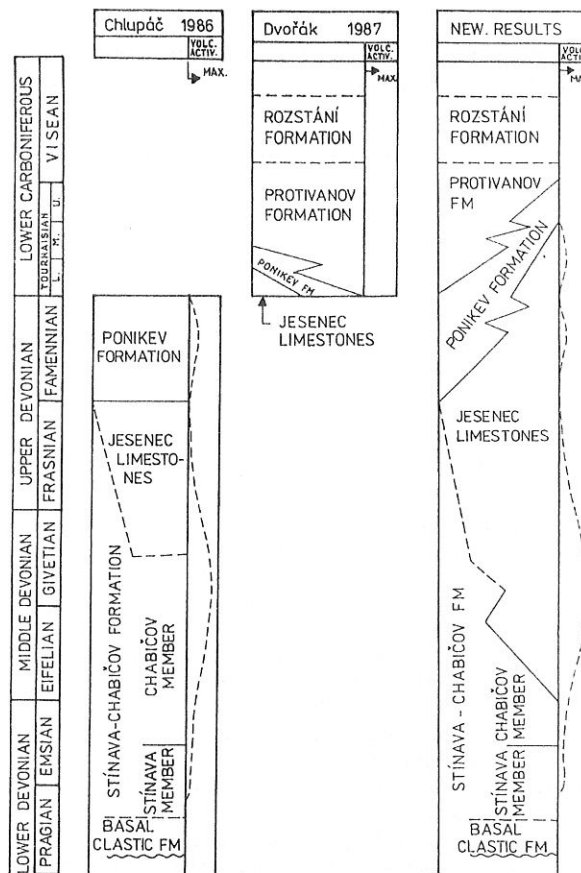 Chlupáč 1986
VOLC.
ACTIV.
MAX.
Dvořák 1987
VOLC.
ACTIV.
MAX.
NEW. RESULTS
VOLC.
ACTIV.
MAX
LOWER CARBONIFEROUS
VISEAN
TOURNAISIAN
L. M. U.
UPPER DEVONIAN
FAMENNIAN
FRASNIAN
MIDDLE DEVONIAN
GIVETIAN
EIFELIAN
LOWER DEVONIAN
EMSIAN
PRAGIAN
PONIKEV
FORMATION
JESENEC
LIMESTO-
NES
STÍNAVA-CHABIČOV FORMATION
CHABIČOV
MEMBER
STÍNAVA
MEMBER
BASAL
CLASTIC FM
ROZSTÁNÍ
FORMATION
PROTIVANOV
FORMATION
PONIKEV FM
JESENEC
LIMESTONES
ROZSTÁNÍ
FORMATION
PROTIVANOV
FM
PONIKEV FORMATION
JESENEC
LIMESTONES
STÍNAVA - CHABIČOV FM
CHABIČOV
MEMBER
STÍNAVA
MEMBER
BASAL
CLASTIC FM